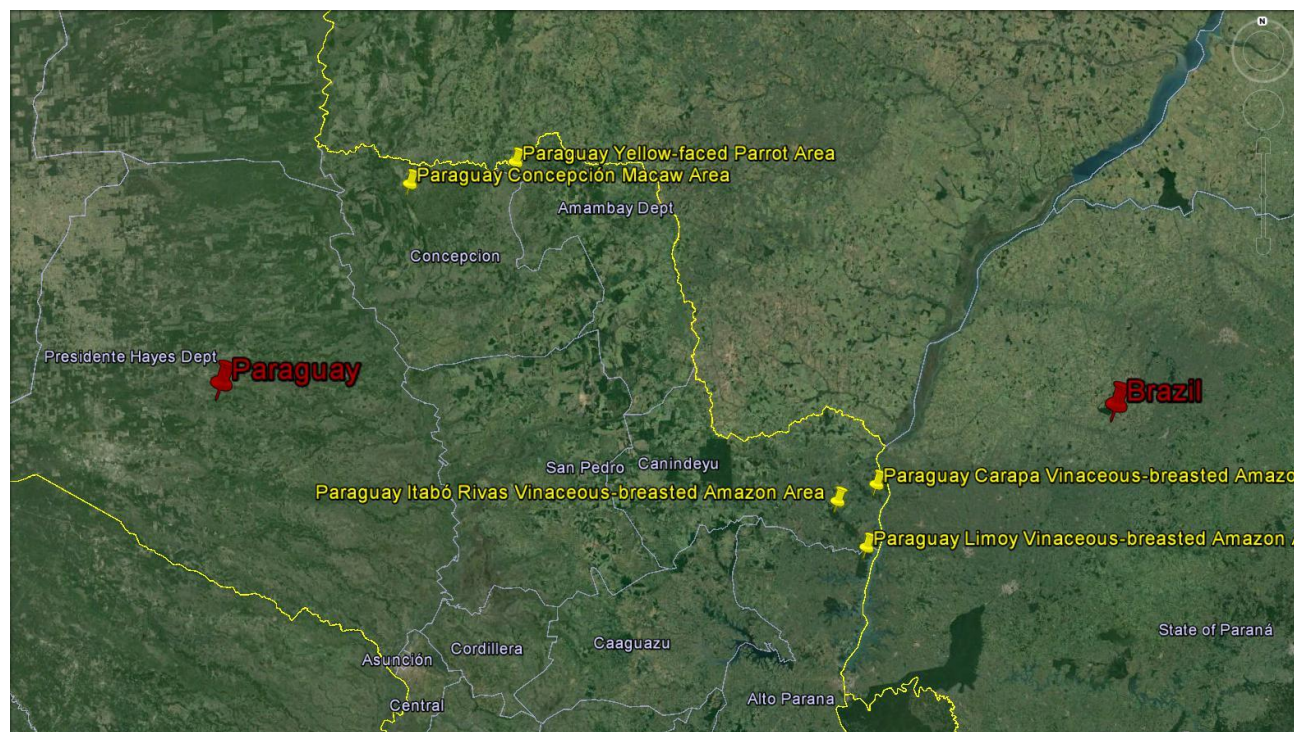 N
Paraguay Yellow-faced Parrot Area
Paraguay Concepción Macaw Area
Amambay Dept
Concepcion
Presidente Hayes Dept
Paraguay
Brazil
San Pedro
Canindeyu
Paraguay Carapa Vinaceous-breasted Amazo
Paraguay Itabó Rivas Vinaceous-breasted Amazon Area
Paraguay Limoy Vinaceous-breasted Amazon
State of Paraná
Caaguazu
Cordillera
Asunción
Alto Parana
Central